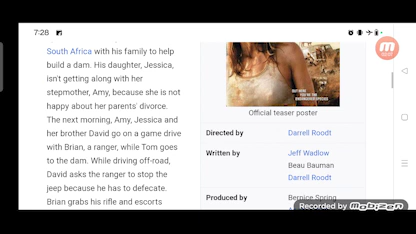 7:28
South Africa with his family to help
build a dam. His daughter, Jessica,
isn't getting along with her
stepmother, Amy, because she is not
happy about her parents' divorce.
The next morning, Amy, Jessica and
her brother David go on a game drive
with Brian, a ranger, while Tom goes
to the dam. While driving off-road,
David asks the ranger to stop the
jeep because he has to defecate.
Brian grabs his rifle and escorts
Official teaser poster
Directed by Darrell Roodt
Written by Jeff Wadlow
Beau Bauman
Darrell Roodt
Produced by Bernice Spring
Recorded by Mobizen